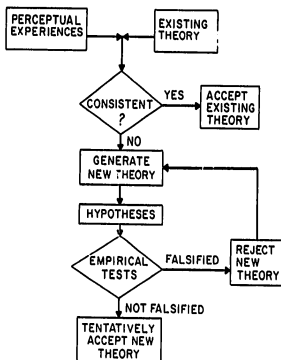 PERCEPTUAL
EXPERIENCES
EXISTING
THEORY
CONSISTENT
?
YES
ACCEPT
EXISTING
THEORY
NO
GENERATE
NEW THEORY
HYPOTHESES
EMPIRICAL
TESTS
FALSIFIED
REJECT
NEW
THEORY
NOT FALSIFIED
TENTATIVELY
ACCEPT NEW
THEORY